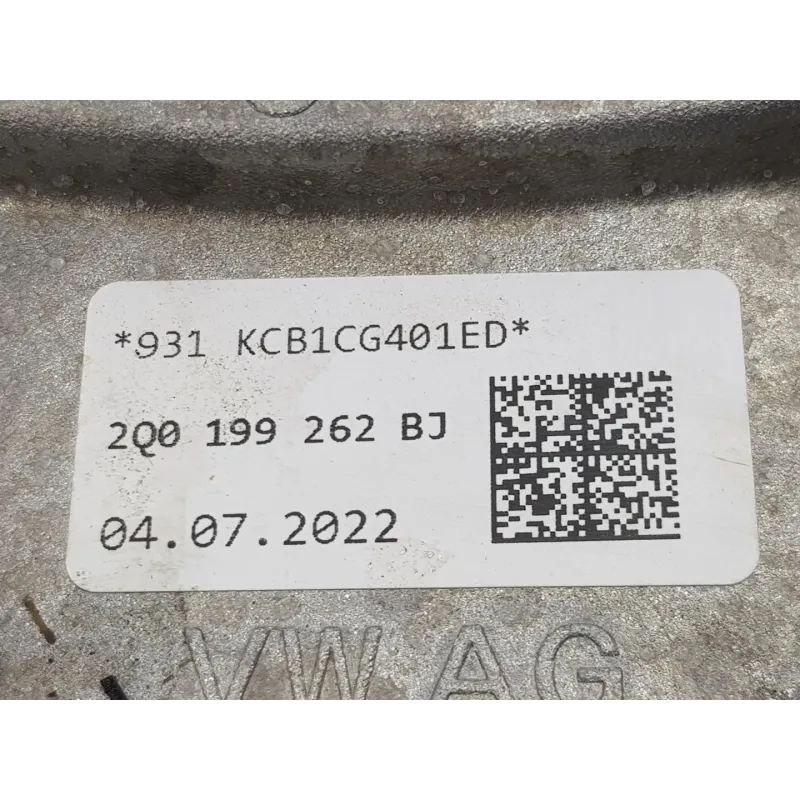 *931 KCB1CG401ED*
2Q0 199 262 BJ
04.07.2022
VW AG